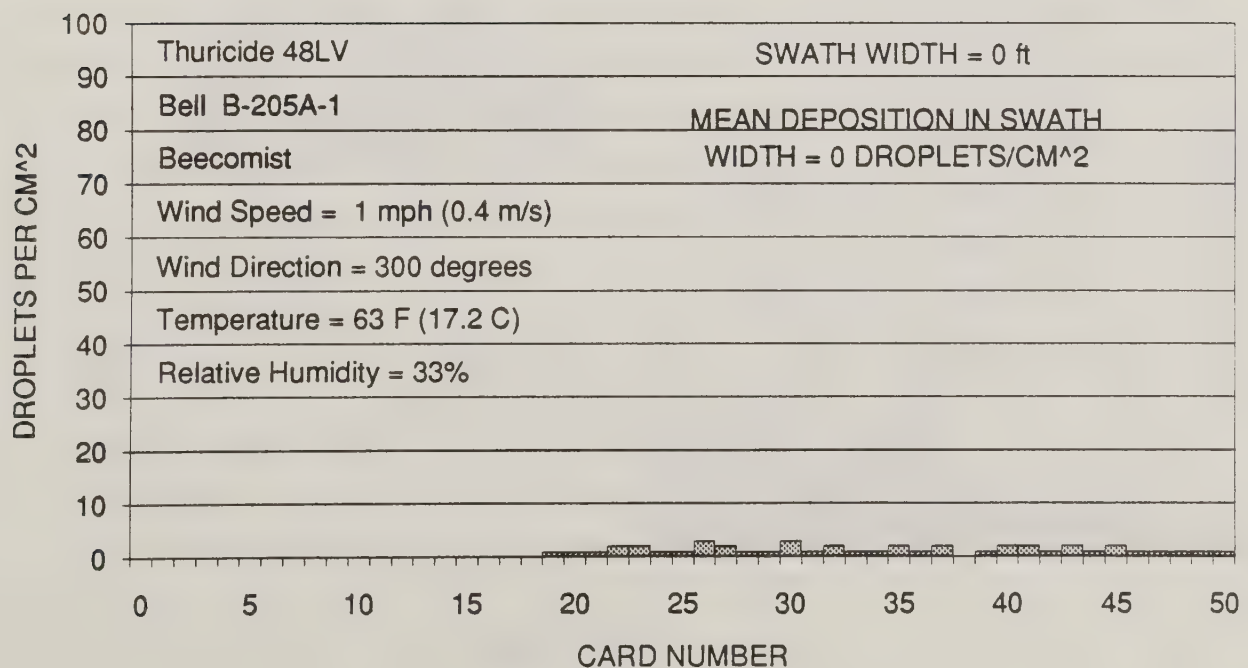 DROPLETS PER CM^2
100
90
80
70
60
50
40
30
20
10
0
Thuricide 48LV
Bell B-205A-1
Beecomist
Wind Speed = 1 mph (0.4 m/s)
Wind Direction = 300 degrees
Temperature = 63 F (17.2 C)
Relative Humidity = 33%
SWATH WIDTH = 0 ft
MEAN DEPOSITION IN SWATH
WIDTH = 0 DROPLETS/CM^2
0 5 10 15 20 25 30 35 40 45 50
CARD NUMBER